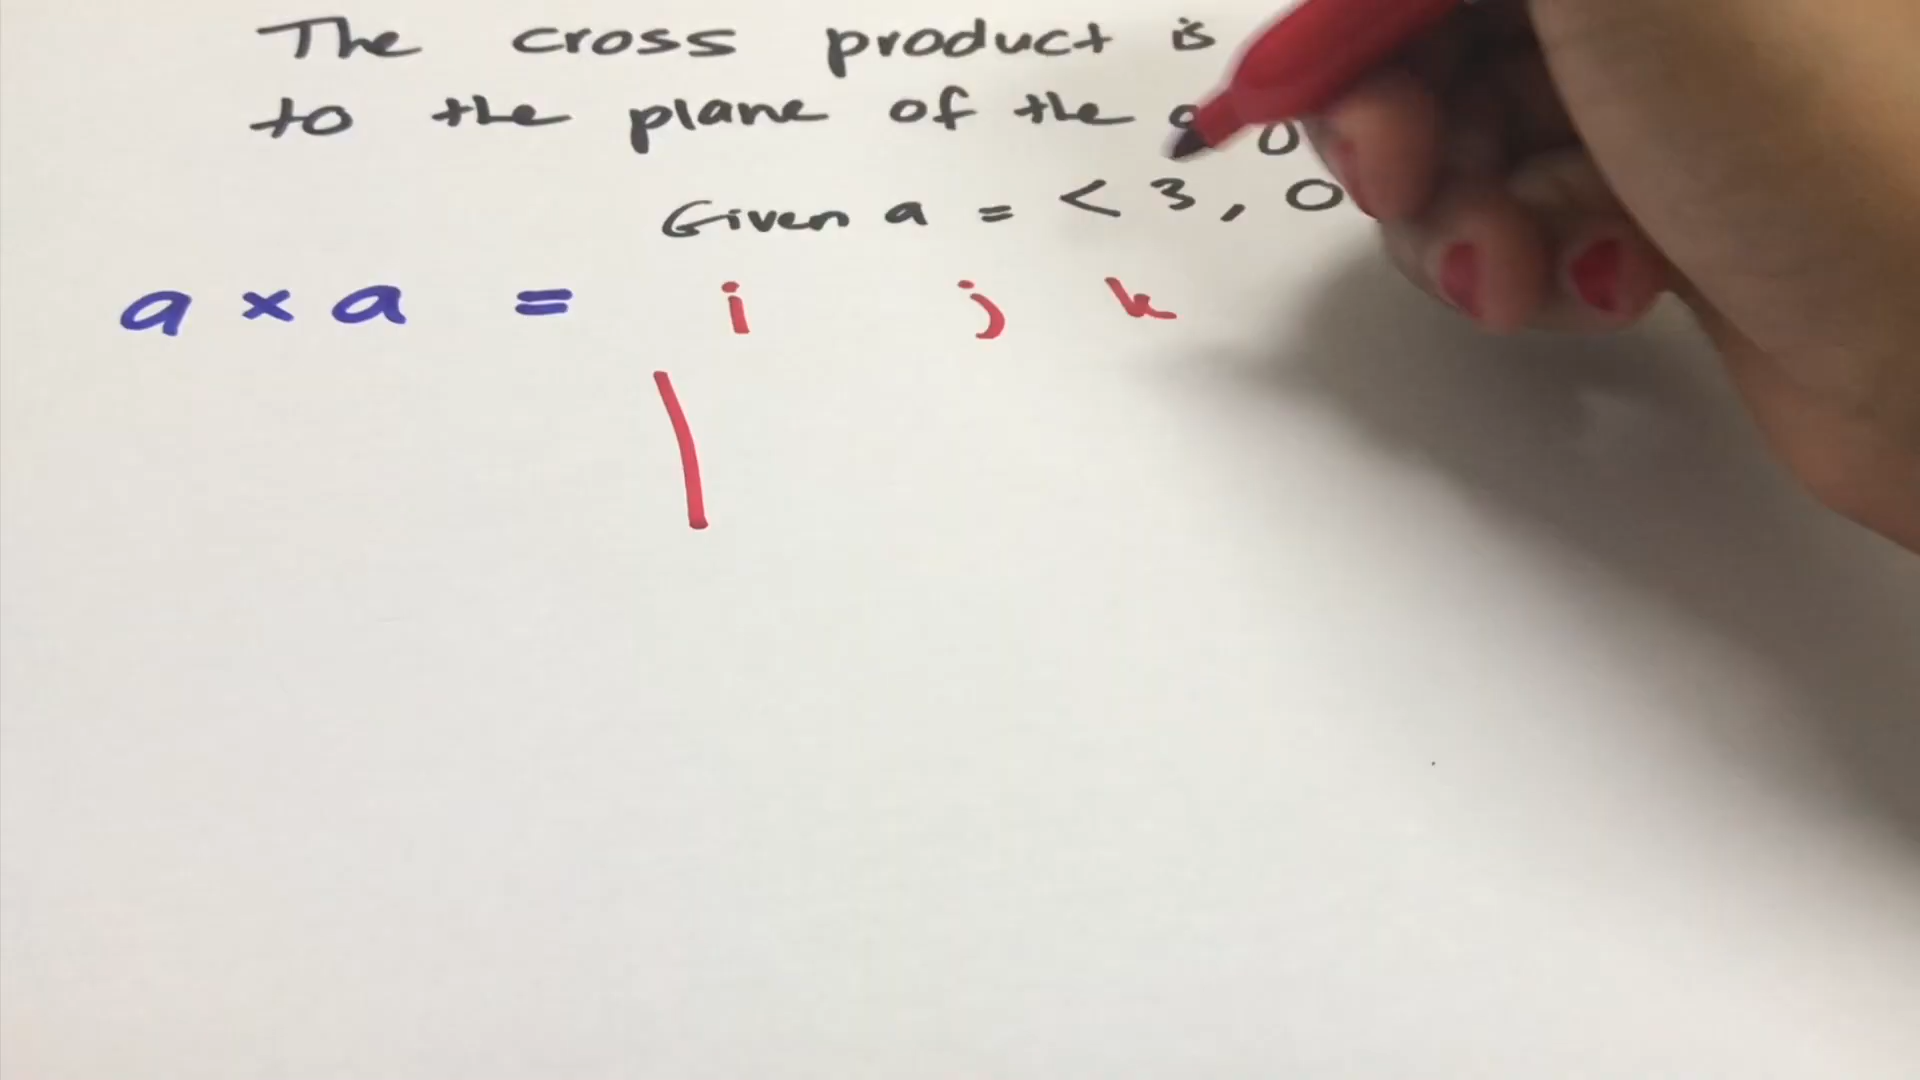 The cross product is
to the plane of the
Given a = < 3, 0
a × a = i j k